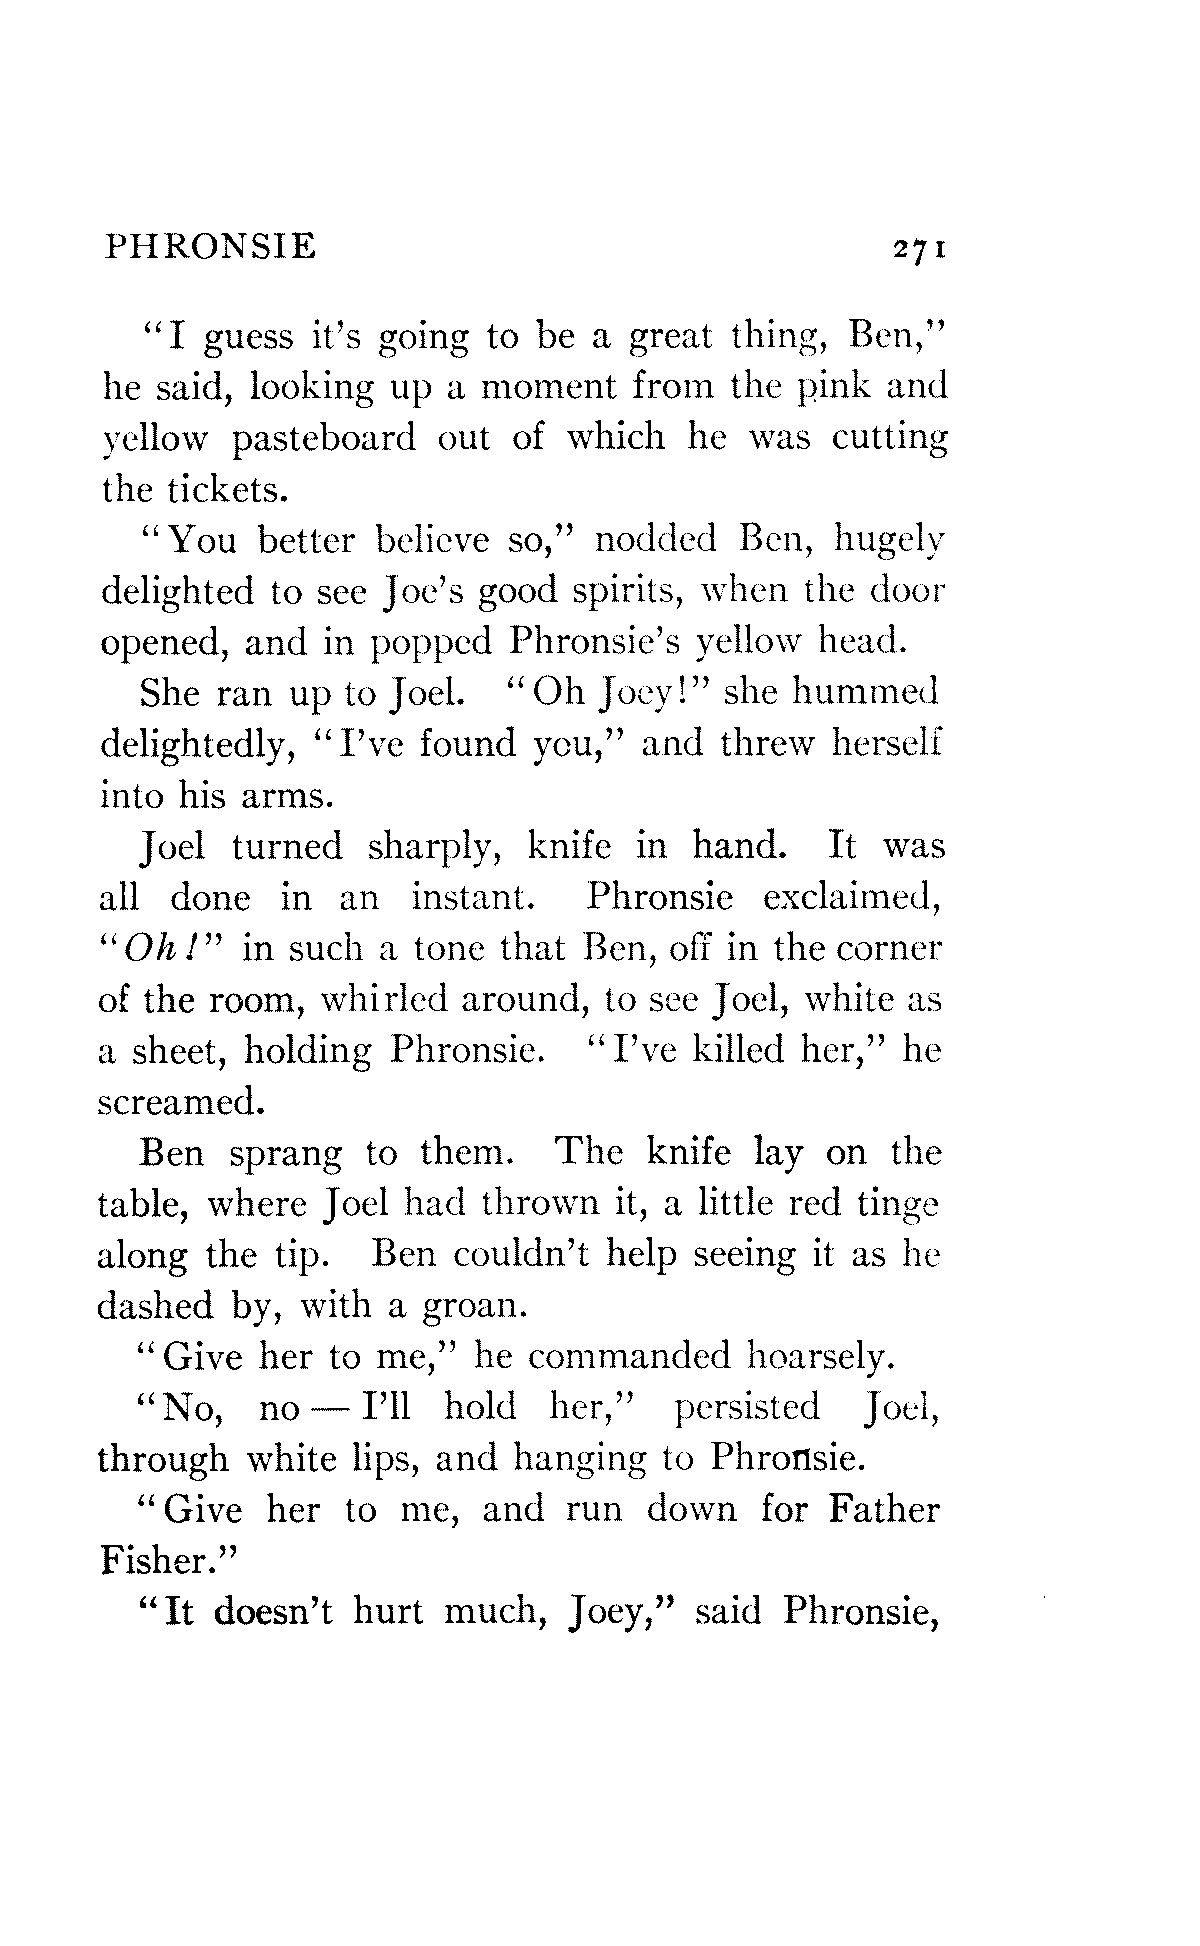 PHRONSIE 271
"I guess it's going to be a great thing, Ben,"
he said, looking up a moment from the pink and
yellow pasteboard out of which he was cutting
the tickets.
"You better believe so," nodded Ben, hugely
delighted to see Joe's good spirits, when the door
opened, and in popped Phronsie's yellow head.
She ran up to Joel. "Oh Joey!" she hummed
delightedly, "I've found you," and threw herself
into his arms.
Joel turned sharply, knife in hand. It was
all done in an instant. Phronsie exclaimed,
"Oh!" in such a tone that Ben, off in the corner
of the room, whirled around, to see Joel, white as
a sheet, holding Phronsie. "I've killed her," he
screamed.
Ben sprang to them. The knife lay on the
table, where Joel had thrown it, a little red tinge
along the tip. Ben couldn't help seeing it as he
dashed by, with a groan.
"Give her to me," he commanded hoarsely.
"No, no — I'll hold her," persisted Joel,
through white lips, and hanging to Phronsie.
"Give her to me, and run down for Father
Fisher."
"It doesn't hurt much, Joey," said Phronsie,